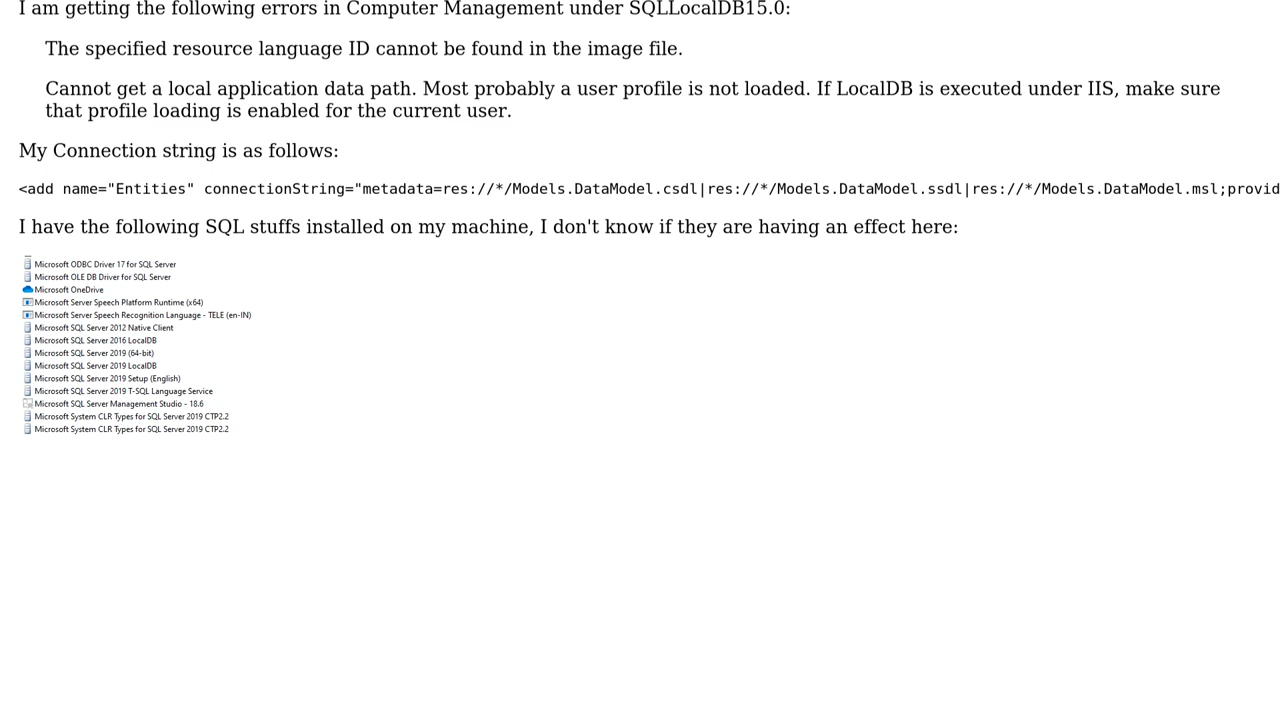 I am getting the following errors in Computer Management under SQLLocalDB15.0:
The specified resource language ID cannot be found in the image file.
Cannot get a local application data path. Most probably a user profile is not loaded. If LocalDB is executed under IIS, make sure
that profile loading is enabled for the current user.
My Connection string is as follows:
<add name="Entities" connectionString="metadata=res://*/Models.DataModel.csdl|res://*/Models.DataModel.ssdl|res://*/Models.DataModel.msl;provid
I have the following SQL stuffs installed on my machine, I don't know if they are having an effect here:
Microsoft ODBC Driver 17 for SQL Server
Microsoft OLE DB Driver for SQL Server
Microsoft OneDrive
Microsoft Server Speech Platform Runtime (x64)
Microsoft Server Speech Recognition Language - TELE (en-IN)
Microsoft SQL Server 2012 Native Client
Microsoft SQL Server 2016 LocalDB
Microsoft SQL Server 2019 (64-bit)
Microsoft SQL Server 2019 LocalDB
Microsoft SQL Server 2019 Setup (English)
Microsoft SQL Server 2019 T-SQL Language Service
Microsoft SQL Server Management Studio - 18.6
Microsoft System CLR Types for SQL Server 2019 CTP2.2
Microsoft System CLR Types for SQL Server 2019 CTP2.2